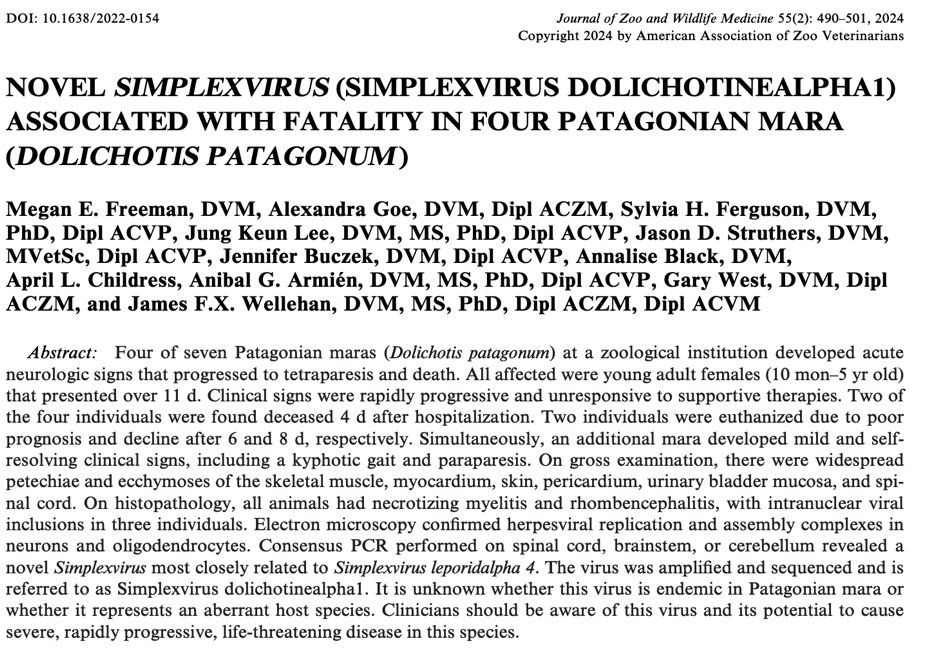 DOI: 10.1638/2022-0154
Journal of Zoo and Wildlife Medicine 55(2): 490–501, 2024
Copyright 2024 by American Association of Zoo Veterinarians
NOVEL SIMPLEXVIRUS (SIMPLEXVIRUS DOLICHOTINEALPHA1)
ASSOCIATED WITH FATALITY IN FOUR PATAGONIAN MARA
(DOLICHOTIS PATAGONUM)
Megan E. Freeman, DVM, Alexandra Goe, DVM, Dipl ACZM, Sylvia H. Ferguson, DVM,
PhD, Dipl ACVP, Jung Keun Lee, DVM, MS, PhD, Dipl ACVP, Jason D. Struthers, DVM,
MVetSc, Dipl ACVP, Jennifer Buczek, DVM, Dipl ACVP, Annalise Black, DVM,
April L. Childress, Anibal G. Armién, DVM, MS, PhD, Dipl ACVP, Gary West, DVM, Dipl
ACZM, and James F.X. Wellehan, DVM, MS, PhD, Dipl ACZM, Dipl ACVM
Abstract: Four of seven Patagonian maras (Dolichotis patagonum) at a zoological institution developed acute
neurologic signs that progressed to tetraparesis and death. All affected were young adult females (10 mon–5 yr old)
that presented over 11 d. Clinical signs were rapidly progressive and unresponsive to supportive therapies. Two of
the four individuals were found deceased 4 d after hospitalization. Two individuals were euthanized due to poor
prognosis and decline after 6 and 8 d, respectively. Simultaneously, an additional mara developed mild and self-
resolving clinical signs, including a kyphotic gait and paraparesis. On gross examination, there were widespread
petechiae and ecchymoses of the skeletal muscle, myocardium, skin, pericardium, urinary bladder mucosa, and spi-
nal cord. On histopathology, all animals had necrotizing myelitis and rhombencephalitis, with intranuclear viral
inclusions in three individuals. Electron microscopy confirmed herpesviral replication and assembly complexes in
neurons and oligodendrocytes. Consensus PCR performed on spinal cord, brainstem, or cerebellum revealed a
novel Simplexvirus most closely related to Simplexvirus leporidalpha 4. The virus was amplified and sequenced and is
referred to as Simplexvirus dolichotinealpha1. It is unknown whether this virus is endemic in Patagonian mara or
whether it represents an aberrant host species. Clinicians should be aware of this virus and its potential to cause
severe, rapidly progressive, life-threatening disease in this species.